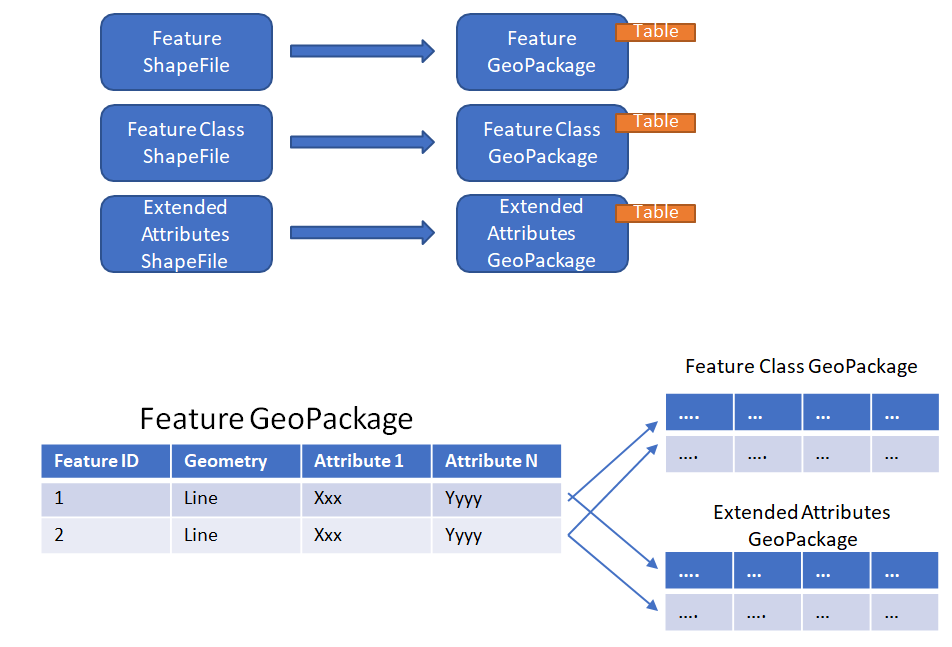 Feature
ShapeFile
Feature
GeoPackage
Table
Feature Class
ShapeFile
Feature Class
GeoPackage
Table
Extended
Attributes
ShapeFile
Extended
Attributes
GeoPackage
Table
Feature Class GeoPackage
.... ... ... ...
.... .... ... ...
Feature GeoPackage
Feature ID Geometry Attribute 1 Attribute N
1 Line Xxx Yyyy
2 Line Xxx Yyyy
Extended Attributes
GeoPackage
.... ... ... ...
.... .... ... ...